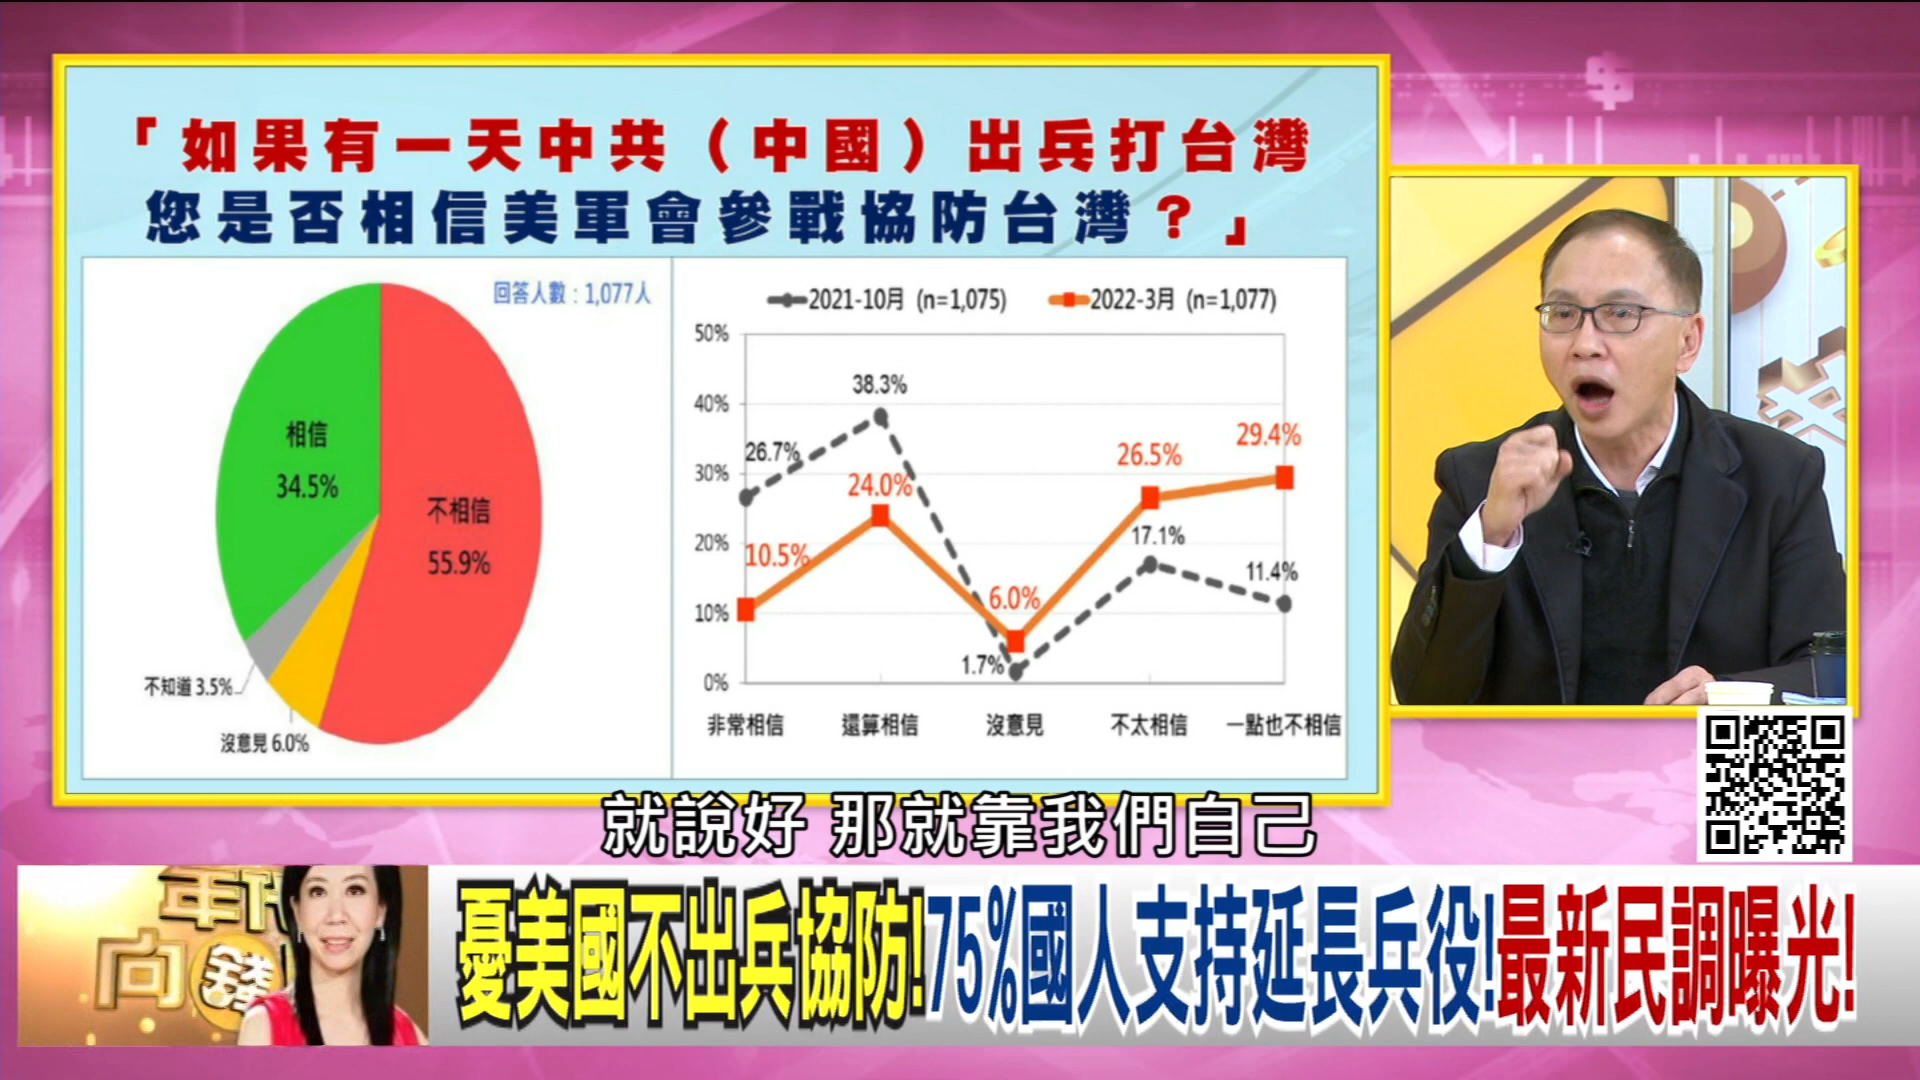 「如果有一天中共（中國）出兵打台灣
您是否相信美軍會參戰協防台灣？」
回答人數：1,077人
相信
34.5%
不相信
55.9%
不知道 3.5%
沒意見 6.0%
2021-10月 (n=1,075)
2022-3月 (n=1,077)
50%
40%
30%
20%
10%
0%
26.7%
38.3%
1.7%
17.1%
11.4%
10.5%
24.0%
6.0%
26.5%
29.4%
非常相信
還算相信
沒意見
不太相信
一點也不相信
就說好 那就靠我們自己
年代
向錢
憂美國不出兵協防!75%國人支持延長兵役!最新民調曝光!